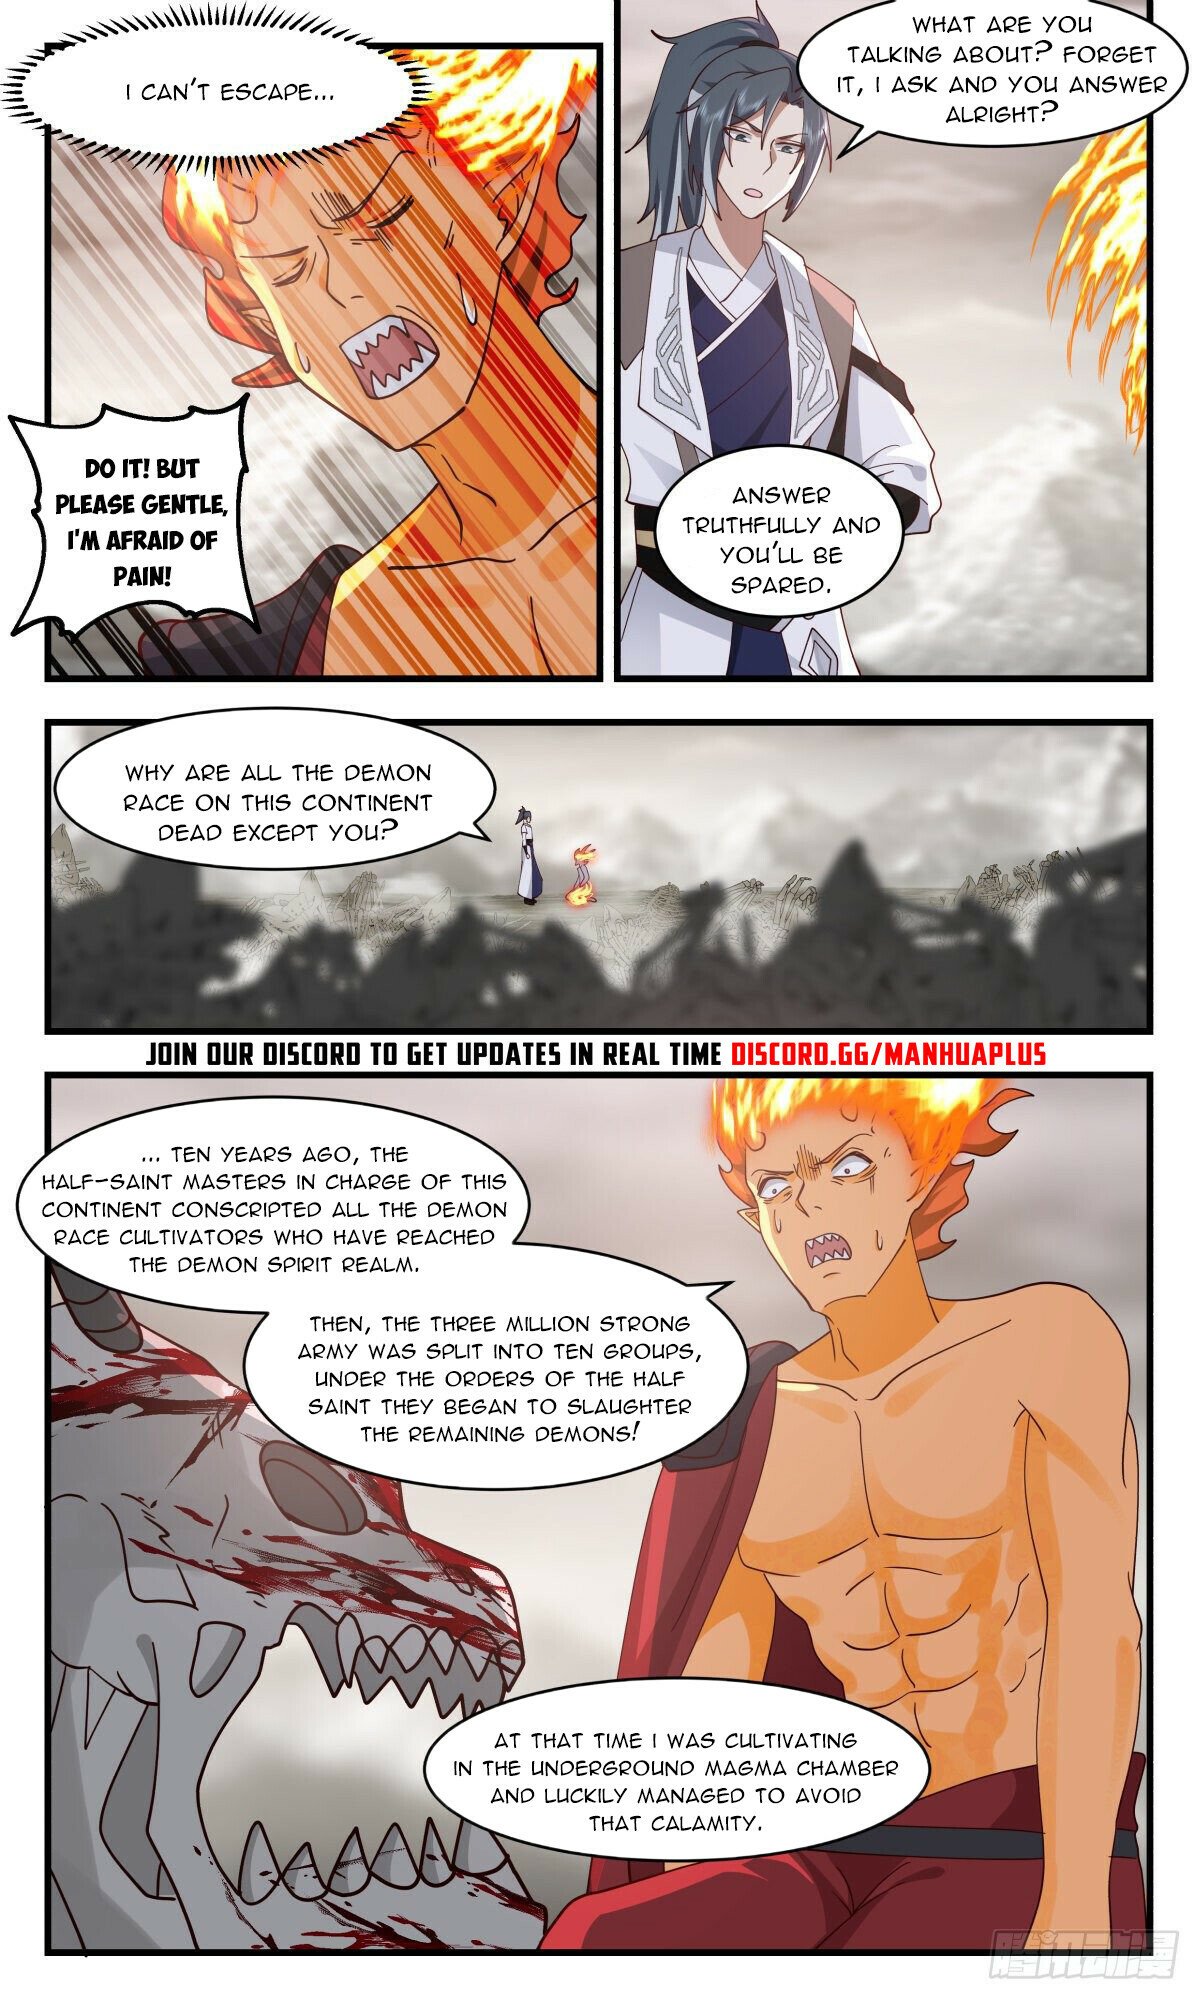 I CAN'T ESCAPE...
DO IT! BUT
PLEASE GENTLE,
I'M AFRAID OF
PAIN!
WHAT ARE YOU
TALKING ABOUT? FORGET
IT, I ASK AND YOU ANSWER
ALRIGHT?
ANSWER
TRUTHFULLY AND
YOU'LL BE
SPARED.
WHY ARE ALL THE DEMON
RACE ON THIS CONTINENT
DEAD EXCEPT YOU?
JOIN OUR DISCORD TO GET UPDATES IN REAL TIME DISCORD.GG/MANHUAPLUS
... TEN YEARS AGO, THE
HALF-SAINT MASTERS IN CHARGE OF THIS
CONTINENT CONSCRIPTED ALL THE DEMON
RACE CULTIVATORS WHO HAVE REACHED
THE DEMON SPIRIT REALM.
THEN, THE THREE MILLION STRONG
ARMY WAS SPLIT INTO TEN GROUPS,
UNDER THE ORDERS OF THE HALF
SAINT THEY BEGAN TO SLAUGHTER
THE REMAINING DEMONS!
AT THAT TIME I WAS CULTIVATING
IN THE UNDERGROUND MAGMA CHAMBER
AND LUCKILY MANAGED TO AVOID
THAT CALAMITY.
腾讯动漫